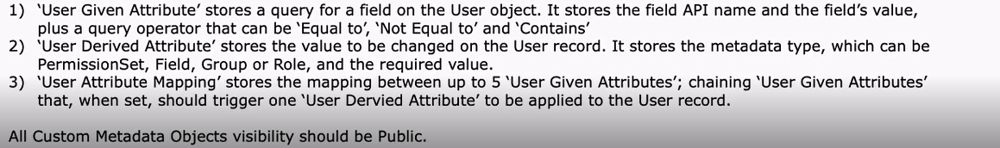 1) ‘User Given Attribute’ stores a query for a field on the User object. It stores the field API name and the field’s value,
plus a query operator that can be ‘Equal to’, ‘Not Equal to’ and ‘Contains’
2) ‘User Derived Attribute’ stores the value to be changed on the User record. It stores the metadata type, which can be
PermissionSet, Field, Group or Role, and the required value.
3) ‘User Attribute Mapping’ stores the mapping between up to 5 ‘User Given Attributes’; chaining ‘User Given Attributes’
that, when set, should trigger one ‘User Dervied Attribute’ to be applied to the User record.
All Custom Metadata Objects visibility should be Public.